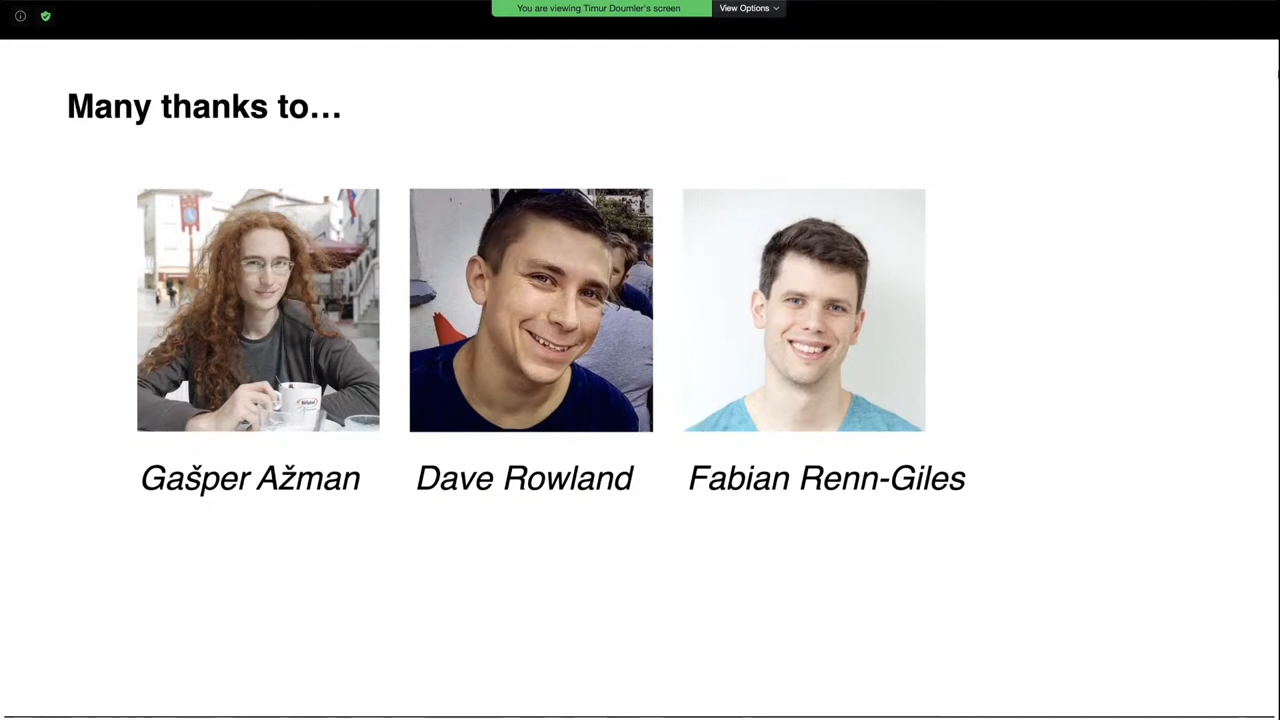 You are viewing Timur Doumler's screen
View Options
Many thanks to…
Gašper Ažman
Dave Rowland
Fabian Renn-Giles